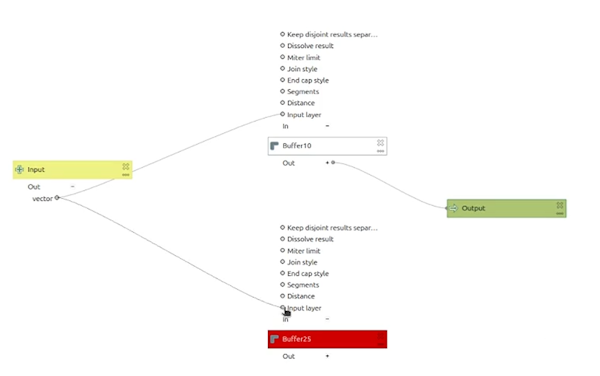 Keep disjoint results separ...
Dissolve result
Miter limit
Join style
End cap style
Segments
Distance
Input layer
In
Buffer10
Out
Input
Out
vector
Output
Keep disjoint results separ...
Dissolve result
Miter limit
Join style
End cap style
Segments
Distance
Input layer
In
Buffer25
Out